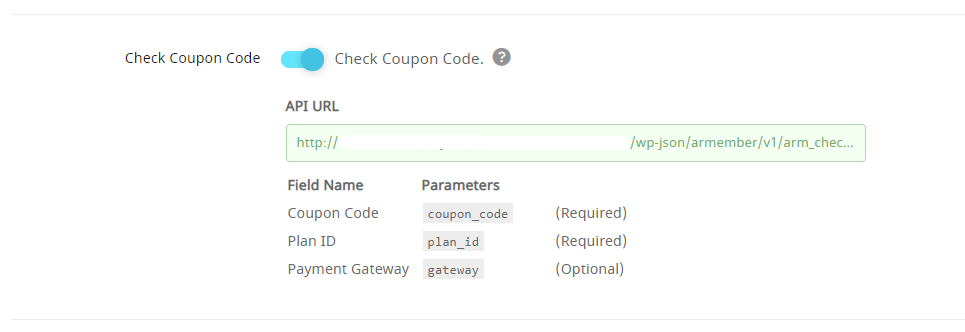 Check Coupon Code Check Coupon Code. ?
API URL
http:// /wp-json/armember/v1/arm_chec...
Field Name Parameters
Coupon Code coupon_code (Required)
Plan ID plan_id (Required)
Payment Gateway gateway (Optional)